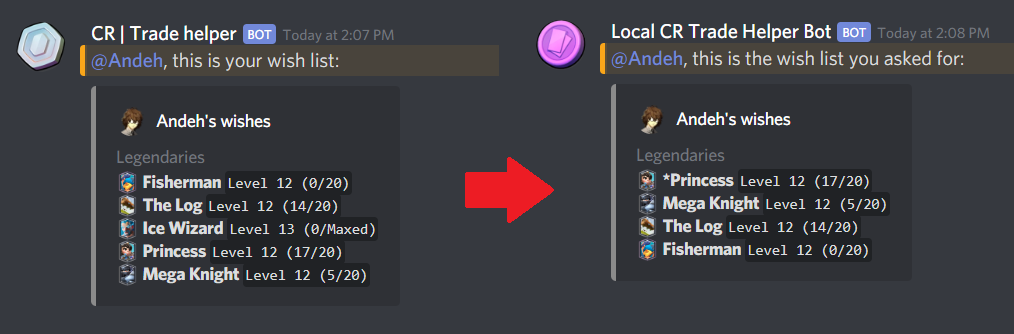 CR | Trade helper BOT Today at 2:07 PM
@Andeh, this is your wish list:
Andeh's wishes
Legendaries
Fisherman Level 12 (0/20)
The Log Level 12 (14/20)
Ice Wizard Level 13 (0/Maxed)
Princess Level 12 (17/20)
Mega Knight Level 12 (5/20)
Local CR Trade Helper Bot BOT Today at 2:08 PM
@Andeh, this is the wish list you asked for:
Andeh's wishes
Legendaries
*Princess Level 12 (17/20)
Mega Knight Level 12 (5/20)
The Log Level 12 (14/20)
Fisherman Level 12 (0/20)